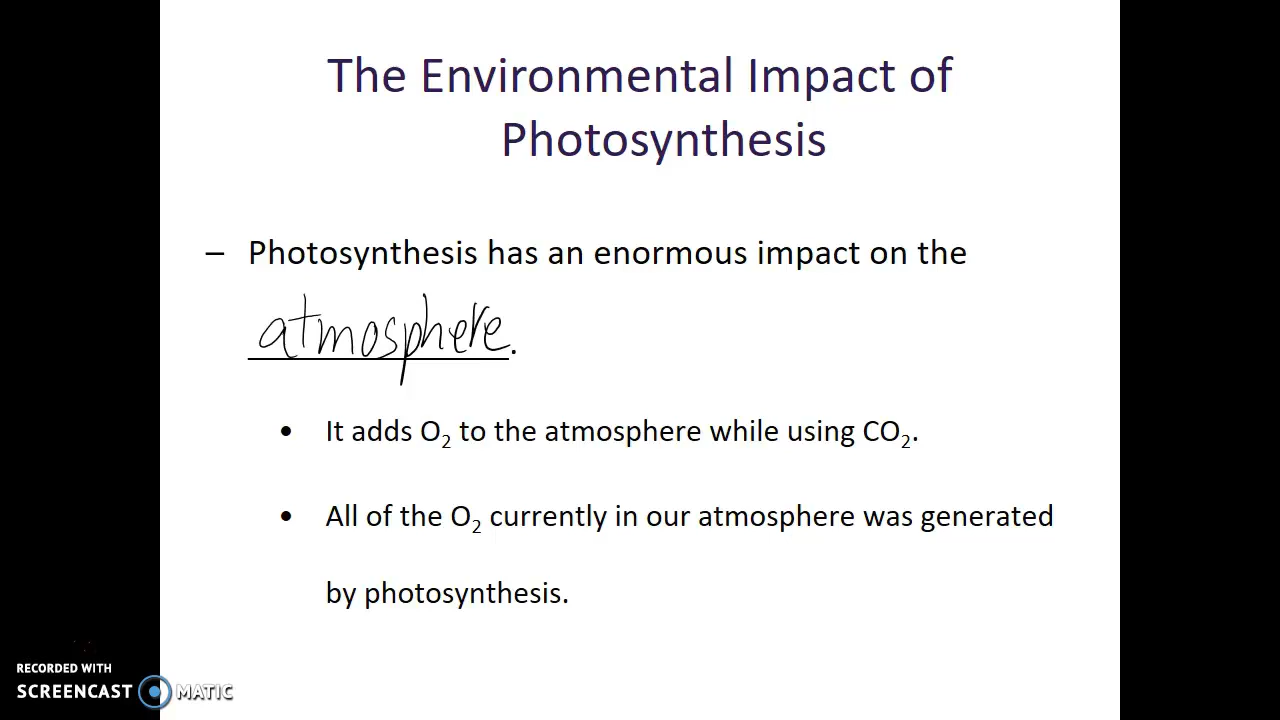 The Environmental Impact of
Photosynthesis
– Photosynthesis has an enormous impact on the
atmosphere.
• It adds O₂ to the atmosphere while using CO₂.
• All of the O₂ currently in our atmosphere was generated
by photosynthesis.
RECORDED WITH
SCREENCAST MATIC